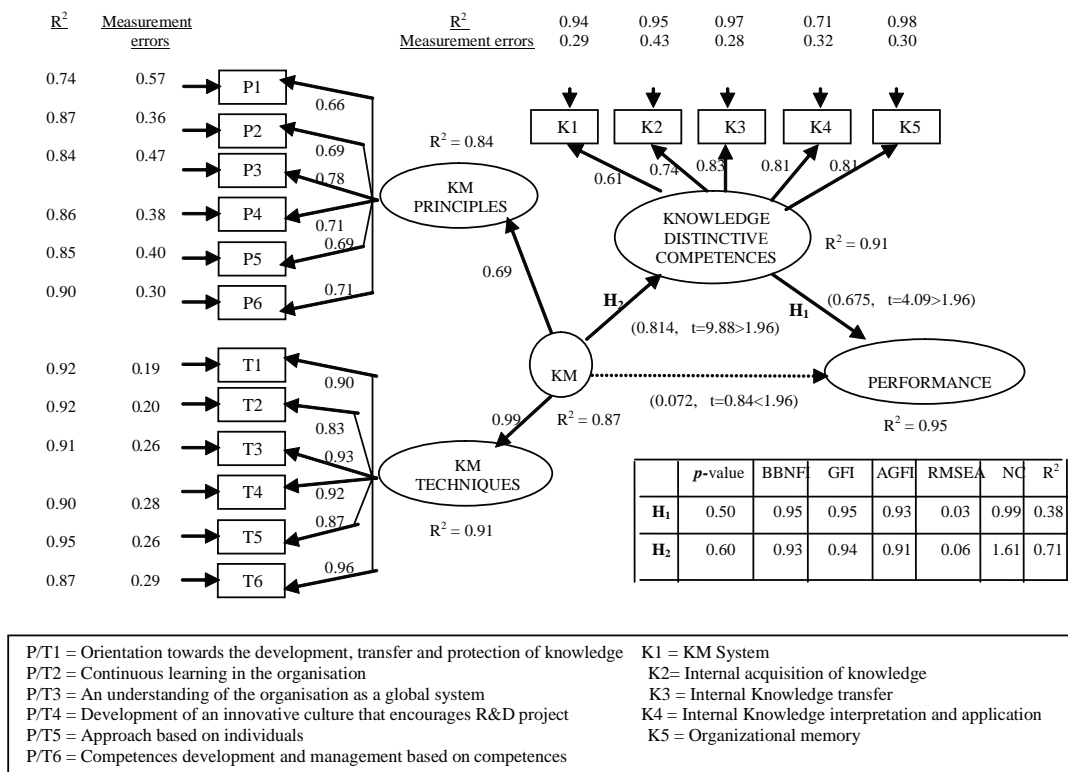 R² Measurement errors
R² 0.94 0.95 0.97 0.71 0.98
Measurement errors 0.29 0.43 0.28 0.32 0.30
0.74 0.57 P1 0.66
0.87 0.36 P2 0.69
0.84 0.47 P3 0.78
0.86 0.38 P4 0.71
0.85 0.40 P5 0.69
0.90 0.30 P6 0.71
K1 K2 K3 K4 K5
0.61 0.74 0.83 0.81 0.81
R² = 0.84
KM
PRINCIPLES
KNOWLEDGE
DISTINCTIVE
COMPETENCES
R² = 0.91
0.69
H₂
(0.814, t=9.88>1.96)
H₁
(0.675, t=4.09>1.96)
0.92 0.19 T1 0.90
0.92 0.20 T2 0.83
0.91 0.26 T3 0.93
0.90 0.28 T4 0.92
0.95 0.26 T5 0.87
0.87 0.29 T6 0.96
KM
R² = 0.87
0.99
(0.072, t=0.84<1.96)
PERFORMANCE
R² = 0.95
KM
TECHNIQUES
R² = 0.91
p-value BBNFI GFI AGFI RMSEA NC R²
H₁ 0.50 0.95 0.95 0.93 0.03 0.99 0.38
H₂ 0.60 0.93 0.94 0.91 0.06 1.61 0.71
P/T1 = Orientation towards the development, transfer and protection of knowledge K1 = KM System
P/T2 = Continuous learning in the organisation K2= Internal acquisition of knowledge
P/T3 = An understanding of the organisation as a global system K3 = Internal Knowledge transfer
P/T4 = Development of an innovative culture that encourages R&D project K4 = Internal Knowledge interpretation and application
P/T5 = Approach based on individuals K5 = Organizational memory
P/T6 = Competences development and management based on competences